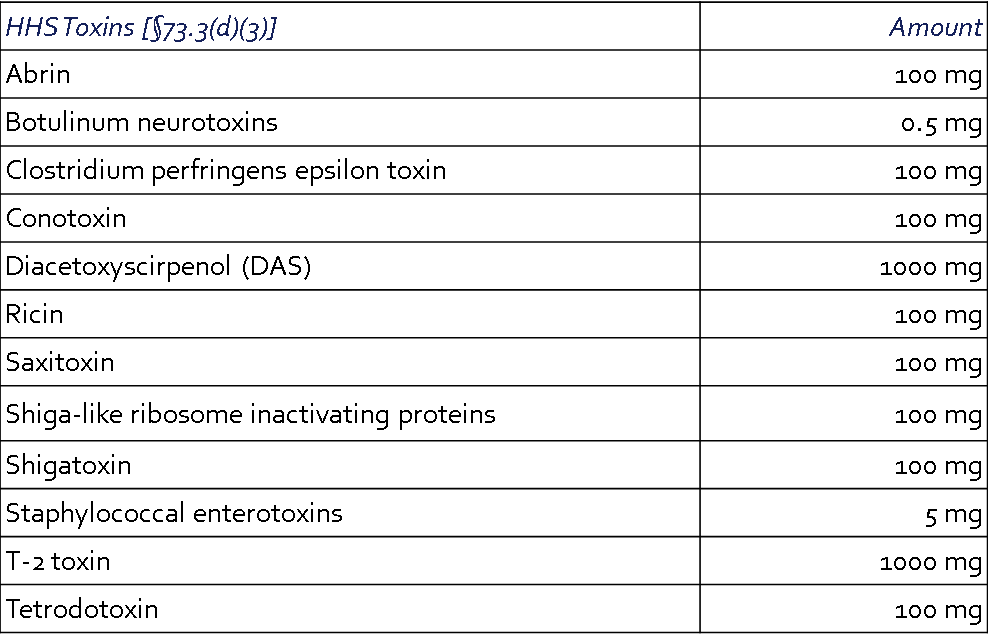 HHS Toxins [§73.3(d)(3)] Amount
Abrin 100 mg
Botulinum neurotoxins 0.5 mg
Clostridium perfringens epsilon toxin 100 mg
Conotoxin 100 mg
Diacetoxyscirpenol (DAS) 1000 mg
Ricin 100 mg
Saxitoxin 100 mg
Shiga-like ribosome inactivating proteins 100 mg
Shigatoxin 100 mg
Staphylococcal enterotoxins 5 mg
T-2 toxin 1000 mg
Tetrodotoxin 100 mg